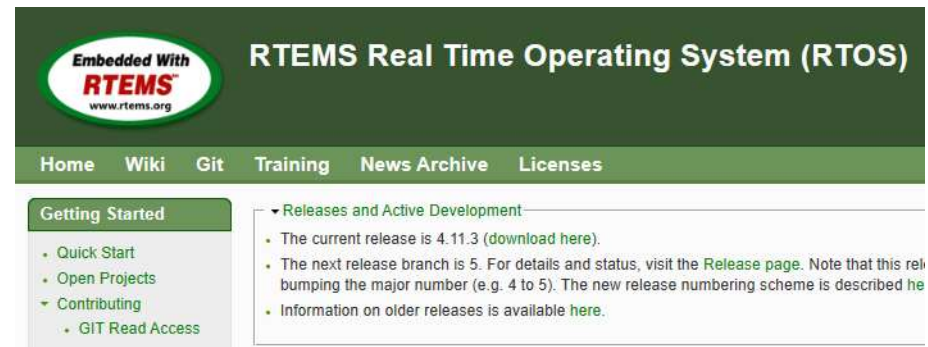 Embedded With
RTEMS™
www.rtems.org
RTEMS Real Time Operating System (RTOS)
Home Wiki Git Training News Archive Licenses
Getting Started
Quick Start
Open Projects
Contributing
GIT Read Access
Releases and Active Development
The current release is 4.11.3 (download here).
The next release branch is 5. For details and status, visit the Release page. Note that this
bumping the major number (e.g. 4 to 5). The new release numbering scheme is described
Information on older releases is available here.